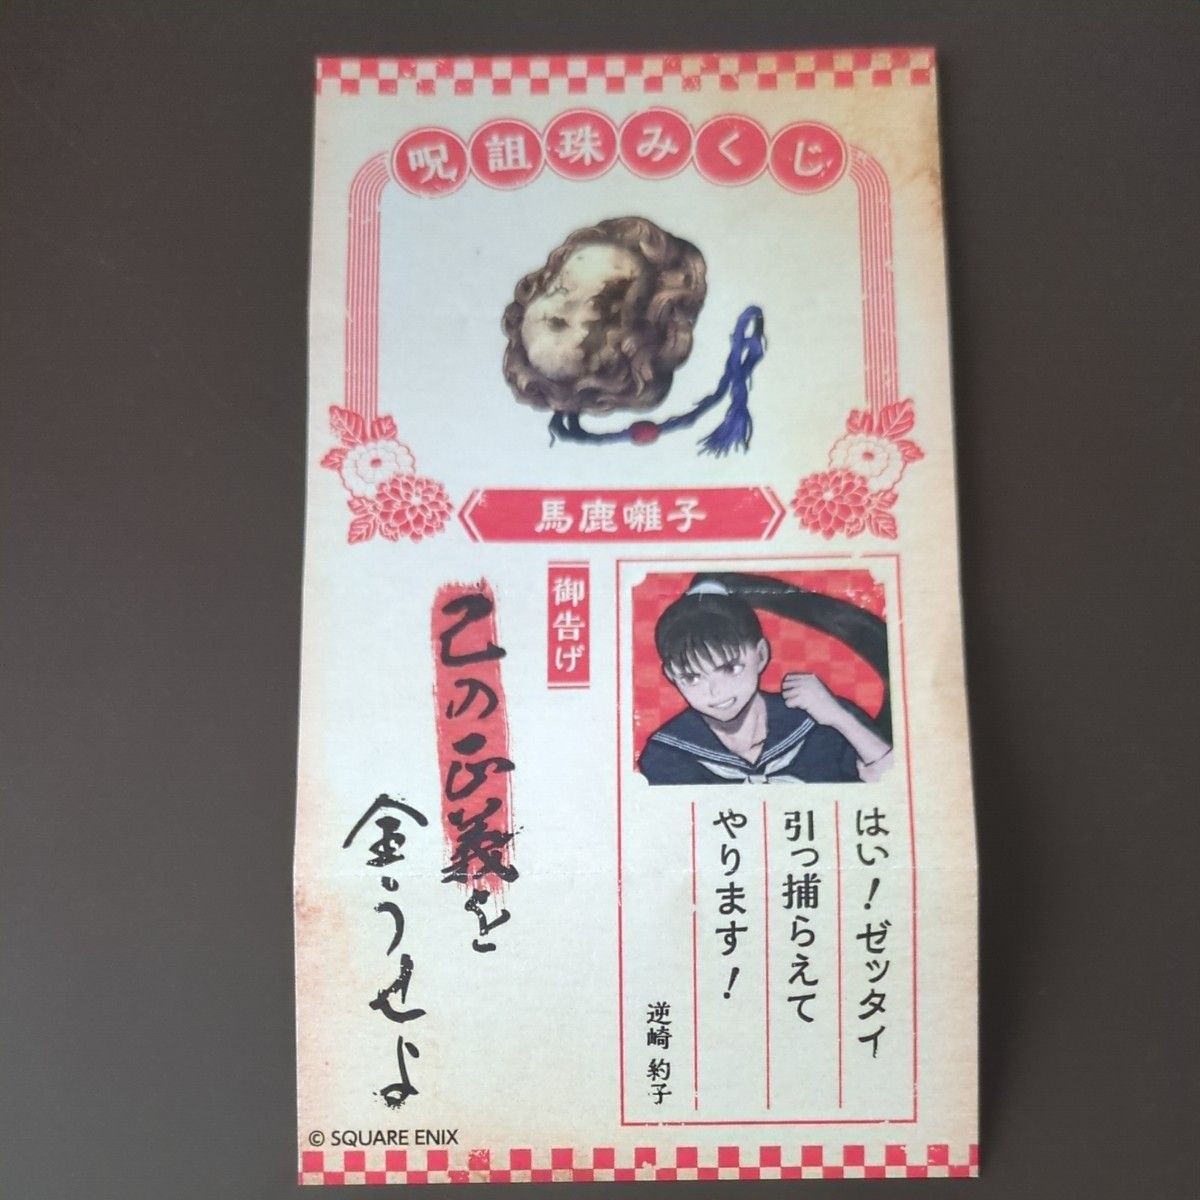 呪詛珠みくじ
馬鹿囃子
はい！ゼッタイ
引っ捕らえて
やります！
逆崎 約子
御告げ
己の正義を
全うせよ
© SQUARE ENIX